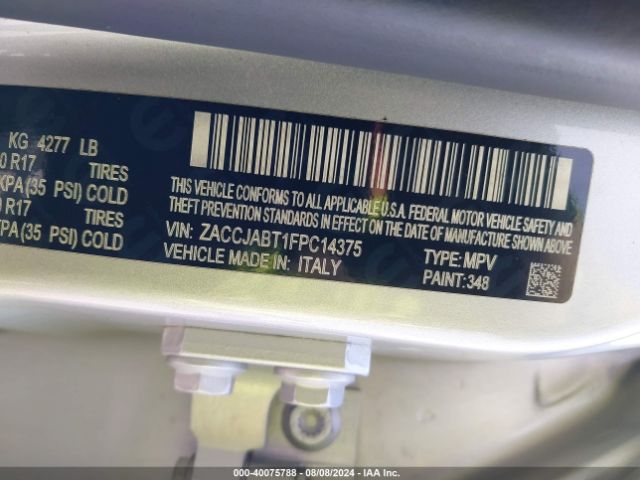 KG 4277 LB
0 R17 TIRES
KPA (35 PSI) COLD
0 R17 TIRES
KPA (35 PSI) COLD
THIS VEHICLE CONFORMS TO ALL APPLICABLE U.S.A. FEDERAL MOTOR VEHICLE SAFETY AND
THEFT PREVENTION STANDARDS IN EFFECT ON THE DATE OF MANUFACTURE SHOWN ABOVE
VIN: ZACCJABT1FPC14375 TYPE: MPV
VEHICLE MADE IN: ITALY PAINT: 348
000-40075788 - 08/08/2024 - IAA Inc.